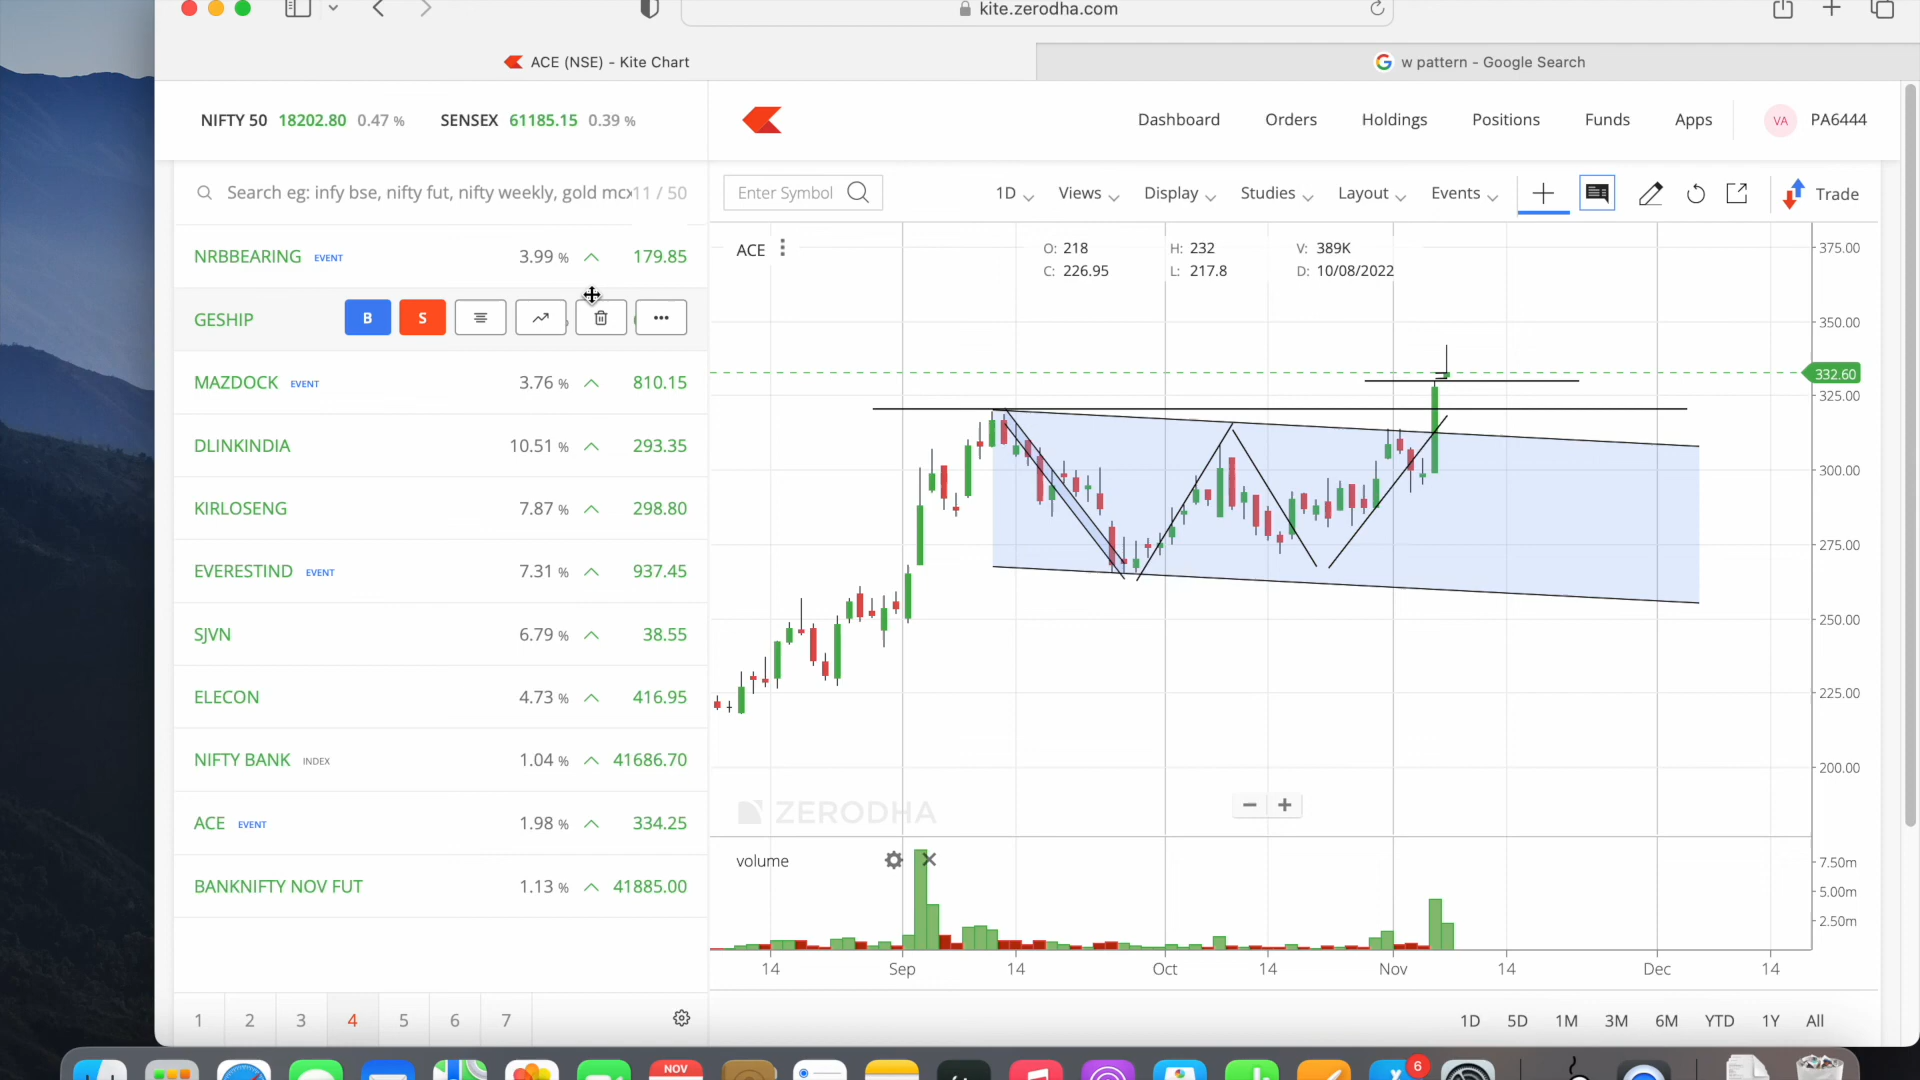 kite.zerodha.com
ACE (NSE) - Kite Chart
w pattern - Google Search
NIFTY 50 18202.80 0.47 % SENSEX 61185.15 0.39 %
Dashboard Orders Holdings Positions Funds Apps VA PA6444
Search eg: infy bse, nifty fut, nifty weekly, gold mcx 11 / 50
Enter Symbol 1D Views Display Studies Layout Events Trade
NRBBEARING EVENT 3.99 % 179.85
GESHIP B S
MAZDOCK EVENT 3.76 % 810.15
DLINKINDIA 10.51 % 293.35
KIRLOSENG 7.87 % 298.80
EVERESTIND EVENT 7.31 % 937.45
SJVN 6.79 % 38.55
ELECON 4.73 % 416.95
NIFTY BANK INDEX 1.04 % 41686.70
ACE EVENT 1.98 % 334.25
BANKNIFTY NOV FUT 1.13 % 41885.00
1 2 3 4 5 6 7
ACE
O: 218 H: 232 V: 389K
C: 226.95 L: 217.8 D: 10/08/2022
375.00
350.00
332.60
325.00
300.00
275.00
250.00
225.00
200.00
ZERODHA
volume
7.50m
5.00m
2.50m
14 Sep 14 Oct 14 Nov 14 Dec 14
1D 5D 1M 3M 6M YTD 1Y All
NOV
6